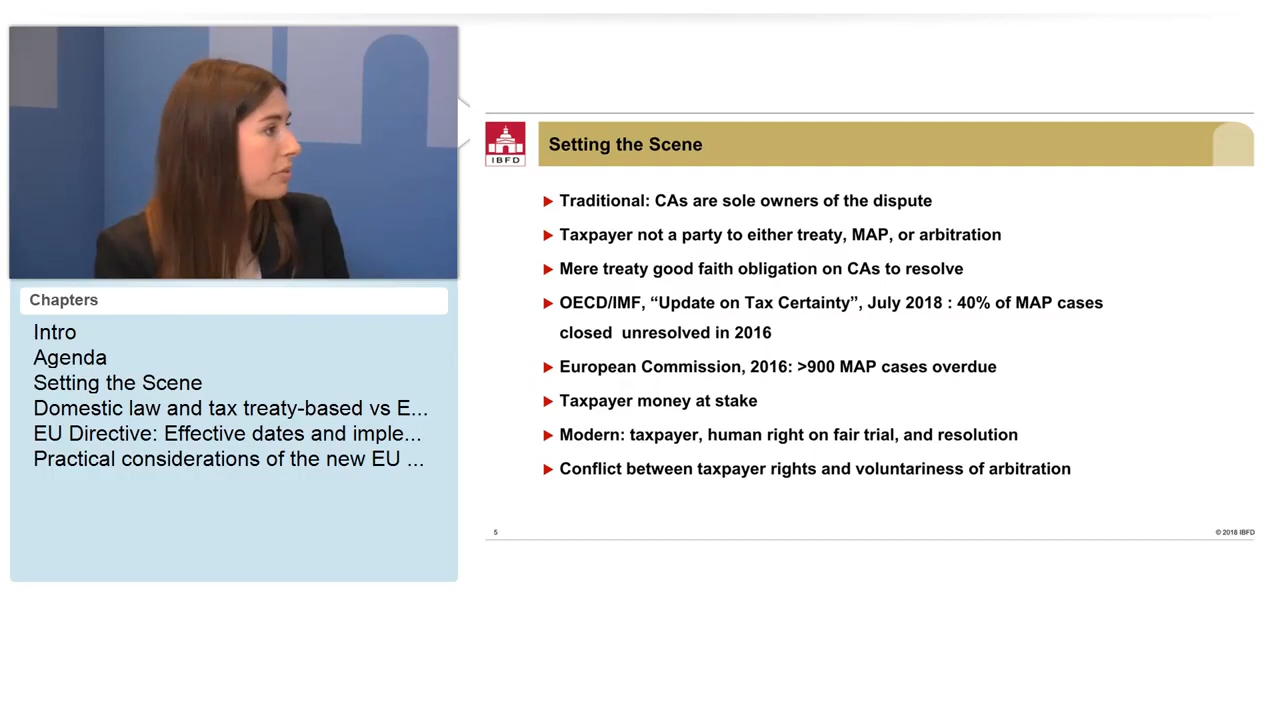 Chapters
Intro
Agenda
Setting the Scene
Domestic law and tax treaty-based vs E...
EU Directive: Effective dates and imple...
Practical considerations of the new EU ...
IBFD
Setting the Scene
Traditional: CAs are sole owners of the dispute
Taxpayer not a party to either treaty, MAP, or arbitration
Mere treaty good faith obligation on CAs to resolve
OECD/IMF, “Update on Tax Certainty”, July 2018 : 40% of MAP cases
closed unresolved in 2016
European Commission, 2016: >900 MAP cases overdue
Taxpayer money at stake
Modern: taxpayer, human right on fair trial, and resolution
Conflict between taxpayer rights and voluntariness of arbitration
5
© 2018 IBFD